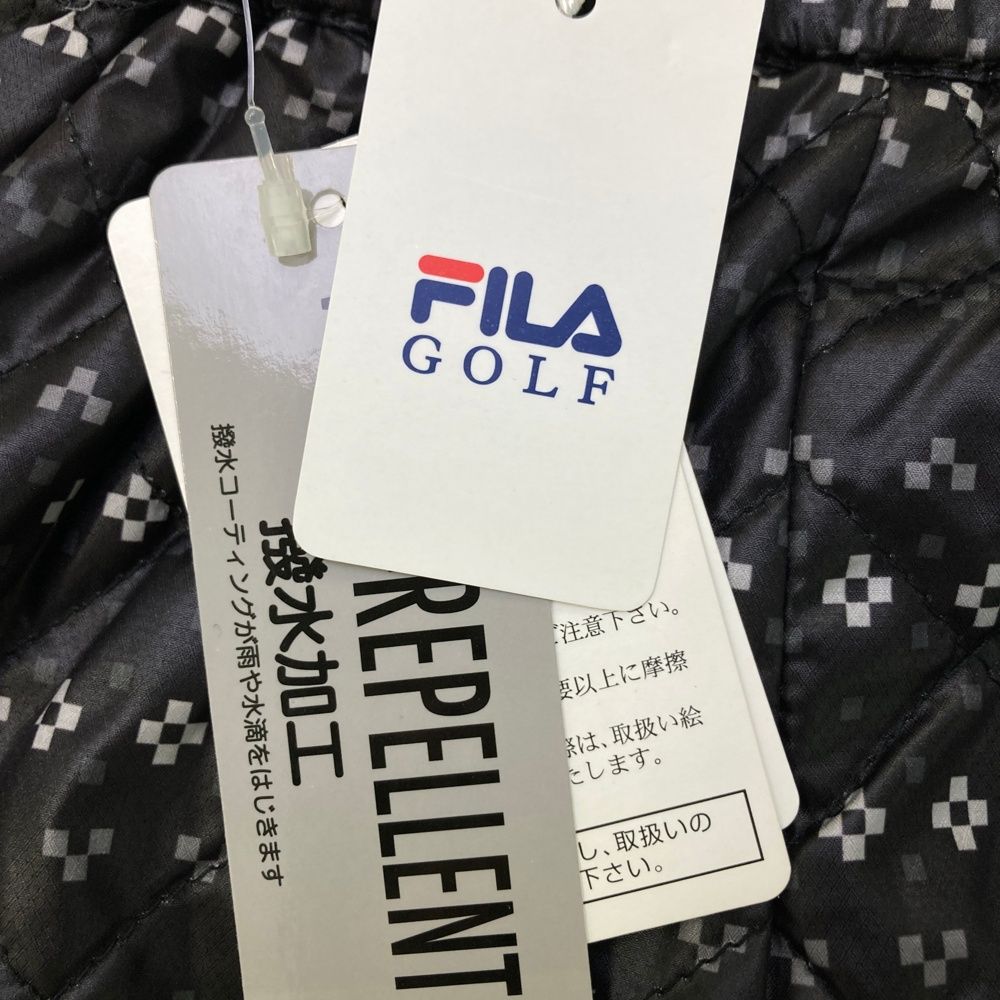 FILA
GOLF
REPELLENT
撥水加工
撥水コーティングが雨や水滴をはじきます
注意下さい。
要以上に摩擦
際は、取扱い絵
たします。
し、取扱いの
下さい。